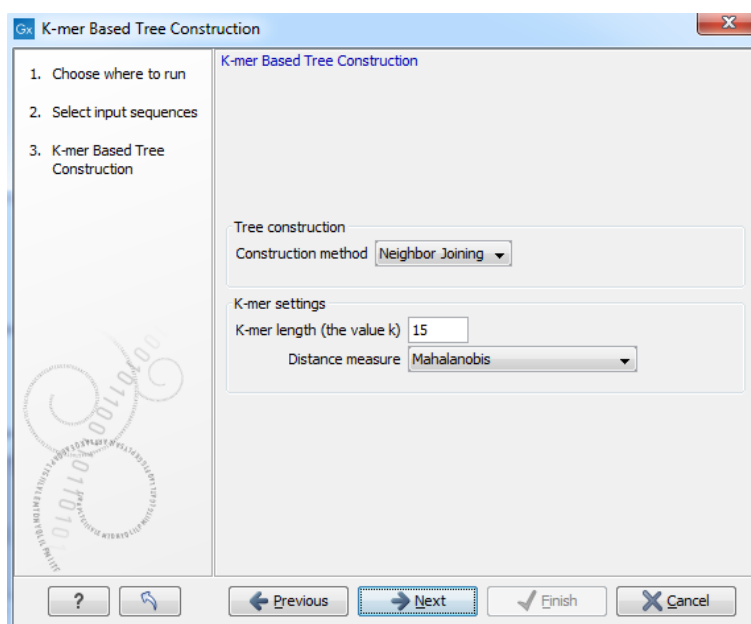 Gx K-mer Based Tree Construction
X
1. Choose where to run
2. Select input sequences
3. K-mer Based Tree
Construction
K-mer Based Tree Construction
Tree construction
Construction method Neighbor Joining
K-mer settings
K-mer length (the value k) 15
Distance measure Mahalanobis
? Previous Next Finish Cancel